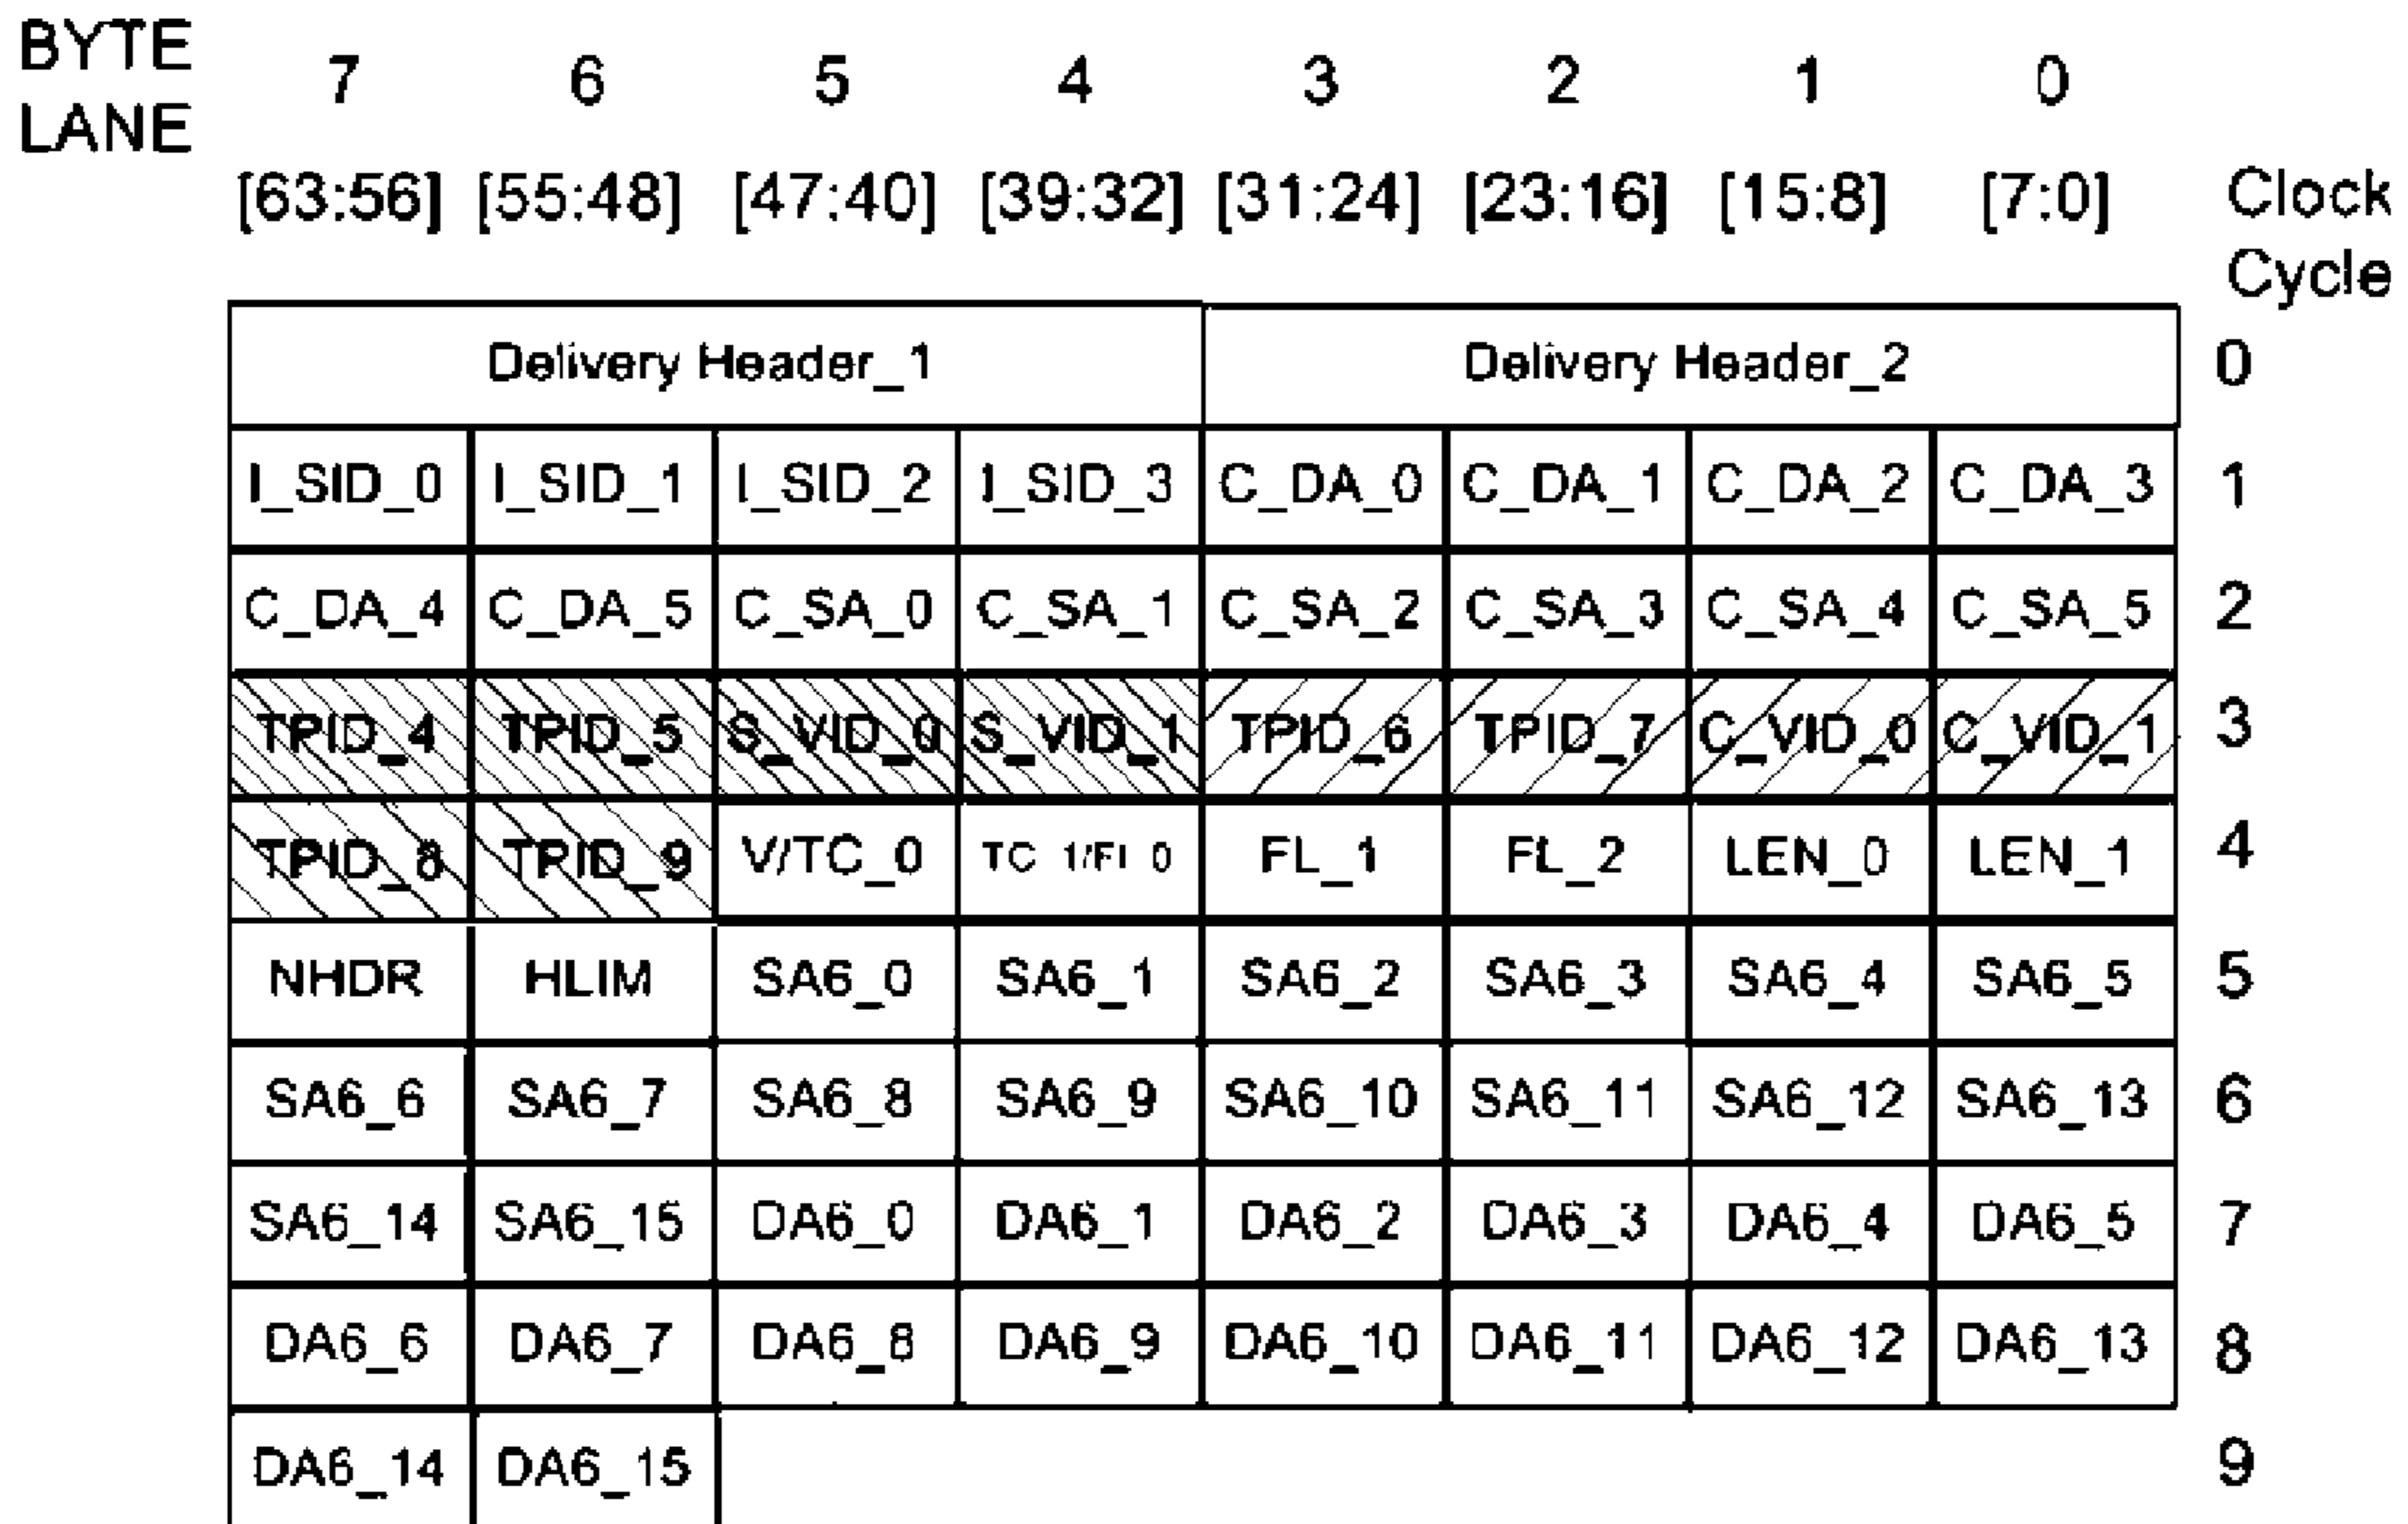 BYTE LANE 7 6 5 4 3 2 1 0
[63:56] [55:48] [47:40] [39:32] [31:24] [23:16] [15:8] [7:0] Clock Cycle
Delivery Header_1 Delivery Header_2 0
I_SID_0 I_SID_1 I_SID_2 I_SID_3 C_DA_0 C_DA_1 C_DA_2 C_DA_3 1
C_DA_4 C_DA_5 C_SA_0 C_SA_1 C_SA_2 C_SA_3 C_SA_4 C_SA_5 2
TPID_4 TPID_5 S_VID_0 S_VID_1 TPID_6 TPID_7 C_VID_0 C_VID_1 3
TPID_8 TPID_9 V/TC_0 TC_1/FL_0 FL_1 FL_2 LEN_0 LEN_1 4
NHDR HLIM SA6_0 SA6_1 SA6_2 SA6_3 SA6_4 SA6_5 5
SA6_6 SA6_7 SA6_8 SA6_9 SA6_10 SA6_11 SA6_12 SA6_13 6
SA6_14 SA6_15 DA6_0 DA6_1 DA6_2 DA6_3 DA6_4 DA6_5 7
DA6_6 DA6_7 DA6_8 DA6_9 DA6_10 DA6_11 DA6_12 DA6_13 8
DA6_14 DA6_15 9